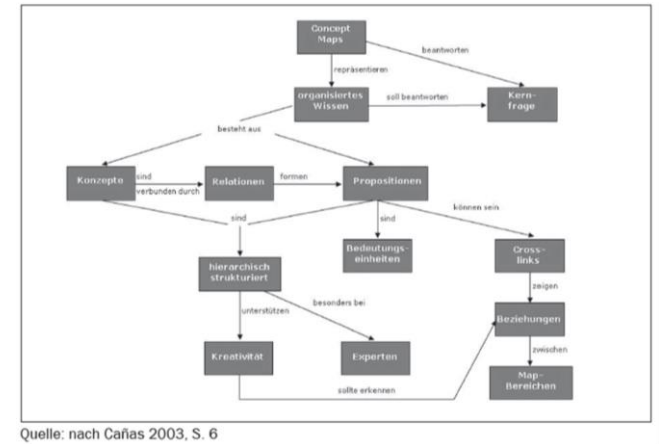 Concept
Maps
beantworten
repräsentieren
organisiertes
Wissen
soll beantworten
Kern-
frage
besteht aus
Konzepte
sind
verbunden durch
Relationen
formen
Propositionen
sind
sind
können sein
Bedeutungs-
einheiten
Cross-
links
hierarchisch
strukturiert
zeigen
unterstützen
besonders bei
Beziehungen
Kreativität
Experten
zwischen
Map-
Bereichen
sollte erkennen
Quelle: nach Cañas 2003, S. 6